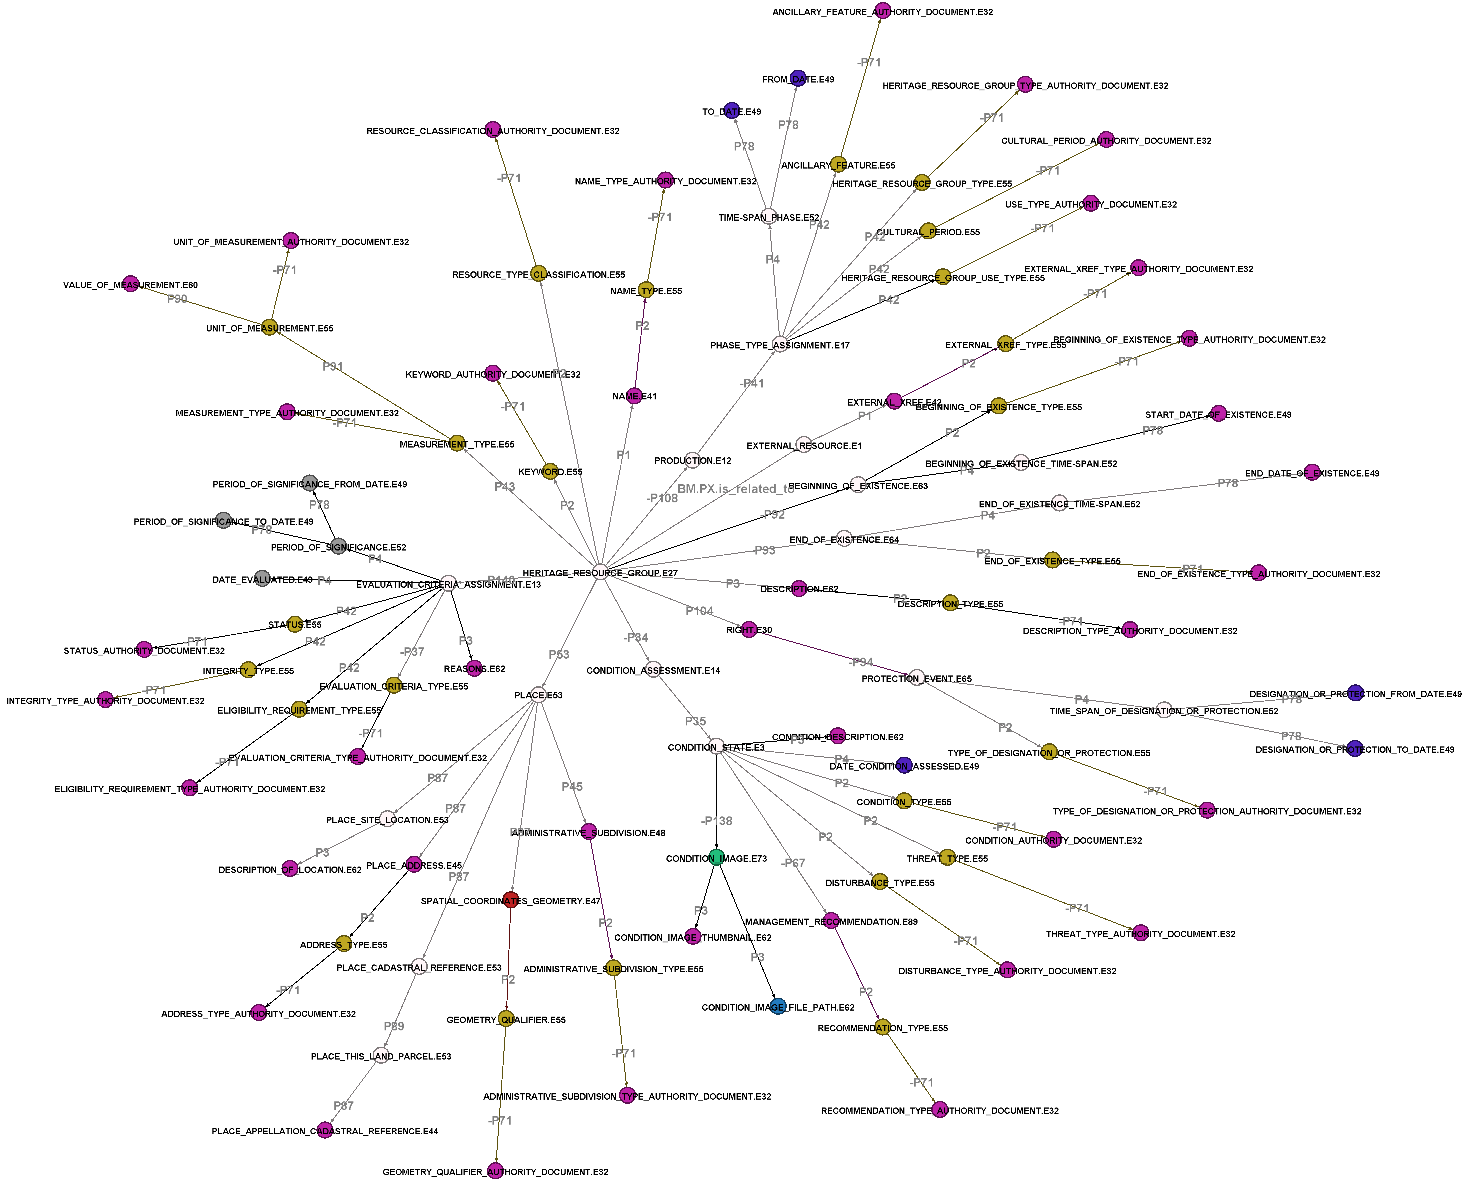 ANCILLARY_FEATURE_AUTHORITY_DOCUMENT.E32
-P71
FROM_DATE.E49
HERITAGE_RESOURCE_GROUP_TYPE_AUTHORITY_DOCUMENT.E32
TO_DATE.E49
P78
-P71
RESOURCE_CLASSIFICATION_AUTHORITY_DOCUMENT.E32
P78
CULTURAL_PERIOD_AUTHORITY_DOCUMENT.E32
ANCILLARY_FEATURE.E55
-P71
-P71
NAME_TYPE_AUTHORITY_DOCUMENT.E32
HERITAGE_RESOURCE_GROUP_TYPE.E55
USE_TYPE_AUTHORITY_DOCUMENT.E32
-P71
TIME-SPAN_PHASE.E52
P42
-P71
CULTURAL_PERIOD.E55
P42
UNIT_OF_MEASUREMENT_AUTHORITY_DOCUMENT.E32
P4
P42
-P71
RESOURCE_TYPE_CLASSIFICATION.E55
EXTERNAL_XREF_TYPE_AUTHORITY_DOCUMENT.E32
HERITAGE_RESOURCE_GROUP_USE_TYPE.E55
VALUE_OF_MEASUREMENT.E60
NAME_TYPE.E55
P90
P42
-P71
UNIT_OF_MEASUREMENT.E55
P2
PHASE_TYPE_ASSIGNMENT.E17
EXTERNAL_XREF_TYPE.E55
BEGINNING_OF_EXISTENCE_TYPE_AUTHORITY_DOCUMENT.E32
P91
P2
-P71
KEYWORD_AUTHORITY_DOCUMENT.E32
-P41
P2
NAME.E41
EXTERNAL_XREF.E42
BEGINNING_OF_EXISTENCE_TYPE.E55
-P71
MEASUREMENT_TYPE_AUTHORITY_DOCUMENT.E32
-P71
P1
START_DATE_OF_EXISTENCE.E49
MEASUREMENT_TYPE.E55
EXTERNAL_RESOURCE.E1
P2
P78
P1
PRODUCTION.E12
BEGINNING_OF_EXISTENCE_TIME-SPAN.E52
KEYWORD.E55
P4
END_DATE_OF_EXISTENCE.E49
PERIOD_OF_SIGNIFICANCE_FROM_DATE.E49
P43
BM.PX.is_related_to
BEGINNING_OF_EXISTENCE.E63
P78
P78
P2
-P108
END_OF_EXISTENCE_TIME-SPAN.E52
PERIOD_OF_SIGNIFICANCE_TO_DATE.E49
P78
-P92
P4
PERIOD_OF_SIGNIFICANCE.E52
END_OF_EXISTENCE.E64
P4
-P93
P2
END_OF_EXISTENCE_TYPE.E55
DATE_EVALUATED.E49
P4
EVALUATION_CRITERIA_ASSIGNMENT.E13
HERITAGE_RESOURCE_GROUP.E27
P71
END_OF_EXISTENCE_TYPE_AUTHORITY_DOCUMENT.E32
P3
DESCRIPTION.E62
P2
DESCRIPTION_TYPE.E55
P42
P104
STATUS.E55
-P71
RIGHT.E30
DESCRIPTION_TYPE_AUTHORITY_DOCUMENT.E32
P71
P42
P3
-P34
STATUS_AUTHORITY_DOCUMENT.E32
-P37
P53
INTEGRITY_TYPE.E55
P42
REASONS.E62
CONDITION_ASSESSMENT.E14
-P94
PROTECTION_EVENT.E65
EVALUATION_CRITERIA_TYPE.E55
-P71
PLACE.E53
DESIGNATION_OR_PROTECTION_FROM_DATE.E49
INTEGRITY_TYPE_AUTHORITY_DOCUMENT.E32
P4
P78
ELIGIBILITY_REQUIREMENT_TYPE.E55
TIME_SPAN_OF_DESIGNATION_OR_PROTECTION.E52
P35
P2
-P71
CONDITION_DESCRIPTION.E62
P78
CONDITION_STATE.E3
DESIGNATION_OR_PROTECTION_TO_DATE.E49
TYPE_OF_DESIGNATION_OR_PROTECTION.E55
EVALUATION_CRITERIA_TYPE_AUTHORITY_DOCUMENT.E32
P4
DATE_CONDITION_ASSESSED.E49
P87
P45
P2
ELIGIBILITY_REQUIREMENT_TYPE_AUTHORITY_DOCUMENT.E32
-P71
CONDITION_TYPE.E55
P87
TYPE_OF_DESIGNATION_OR_PROTECTION_AUTHORITY_DOCUMENT.E32
PLACE_SITE_LOCATION.E53
-P138
P2
-P71
ADMINISTRATIVE_SUBDIVISION.E48
P2
CONDITION_AUTHORITY_DOCUMENT.E32
P3
CONDITION_IMAGE.E73
THREAT_TYPE.E55
DESCRIPTION_OF_LOCATION.E62
PLACE_ADDRESS.E45
-P67
P87
DISTURBANCE_TYPE.E55
SPATIAL_COORDINATES_GEOMETRY.E47
-P71
P3
P2
P2
MANAGEMENT_RECOMMENDATION.E89
THREAT_TYPE_AUTHORITY_DOCUMENT.E32
CONDITION_IMAGE_THUMBNAIL.E62
ADDRESS_TYPE.E55
-P71
P3
PLACE_CADASTRAL_REFERENCE.E53
ADMINISTRATIVE_SUBDIVISION_TYPE.E55
DISTURBANCE_TYPE_AUTHORITY_DOCUMENT.E32
P2
-P71
P2
CONDITION_IMAGE_FILE_PATH.E62
ADDRESS_TYPE_AUTHORITY_DOCUMENT.E32
GEOMETRY_QUALIFIER.E55
P89
RECOMMENDATION_TYPE.E55
PLACE_THIS_LAND_PARCEL.E53
-P71
-P71
P87
ADMINISTRATIVE_SUBDIVISION_TYPE_AUTHORITY_DOCUMENT.E32
RECOMMENDATION_TYPE_AUTHORITY_DOCUMENT.E32
-P71
PLACE_APPELLATION_CADASTRAL_REFERENCE.E44
GEOMETRY_QUALIFIER_AUTHORITY_DOCUMENT.E32